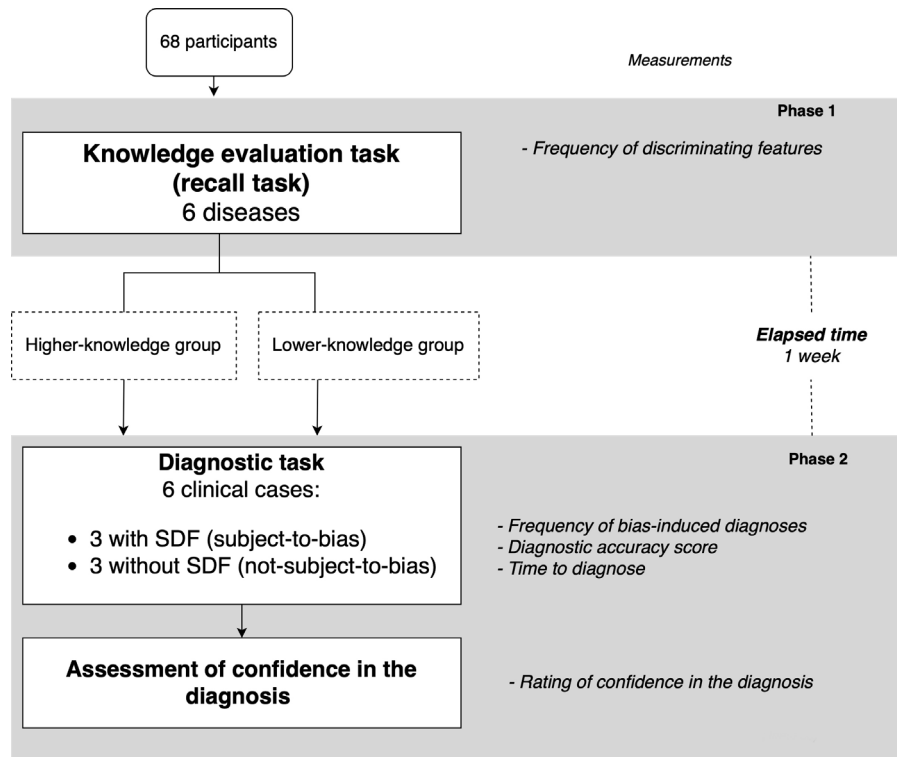 68 participants
Measurements
Phase 1
Knowledge evaluation task
(recall task)
6 diseases
- Frequency of discriminating features
Higher-knowledge group
Lower-knowledge group
Elapsed time
1 week
Phase 2
Diagnostic task
6 clinical cases:
• 3 with SDF (subject-to-bias)
• 3 without SDF (not-subject-to-bias)
- Frequency of bias-induced diagnoses
- Diagnostic accuracy score
- Time to diagnose
Assessment of confidence in the
diagnosis
- Rating of confidence in the diagnosis